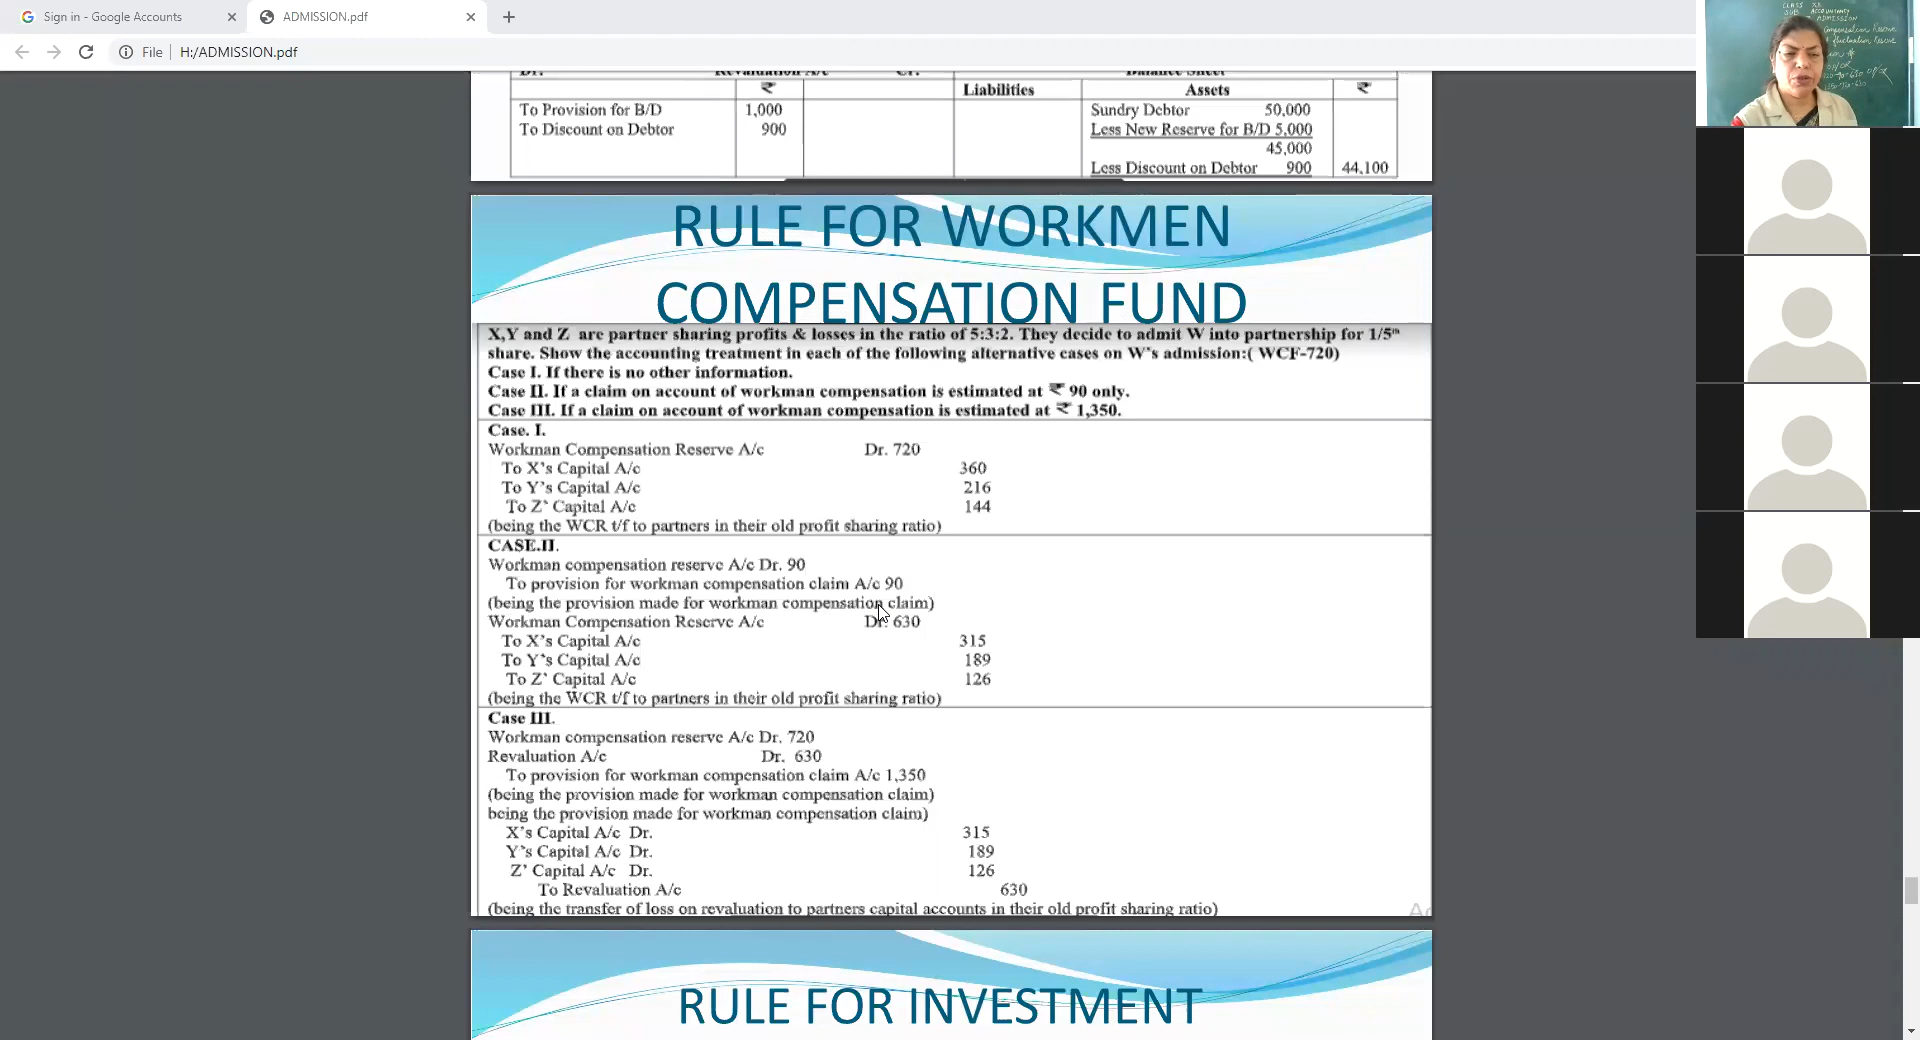 Sign in - Google Accounts
ADMISSION.pdf
File H:/ADMISSION.pdf
CLASS
SUB ACCOUNTANCY
ADMISSION
Compensation Reserve
fluctuation Reserve
Dr. Revaluation A/c Cr. Balance Sheet
₹ Liabilities Assets ₹
To Provision for B/D 1,000 Sundry Debtor 50,000
To Discount on Debtor 900 Less New Reserve for B/D 5,000
45,000
Less Discount on Debtor 900 44,100
RULE FOR WORKMEN
COMPENSATION FUND
X,Y and Z are partner sharing profits & losses in the ratio of 5:3:2. They decide to admit W into partnership for 1/5th
share. Show the accounting treatment in each of the following alternative cases on W's admission:( WCF-720)
Case I. If there is no other information.
Case II. If a claim on account of workman compensation is estimated at ₹ 90 only.
Case III. If a claim on account of workman compensation is estimated at ₹ 1,350.
Case. I.
Workman Compensation Reserve A/c Dr. 720
To X's Capital A/c 360
To Y's Capital A/c 216
To Z' Capital A/c 144
(being the WCR t/f to partners in their old profit sharing ratio)
CASE.II.
Workman compensation reserve A/c Dr. 90
To provision for workman compensation claim A/c 90
(being the provision made for workman compensation claim)
Workman Compensation Reserve A/c Dr. 630
To X's Capital A/c 315
To Y's Capital A/c 189
To Z' Capital A/c 126
(being the WCR t/f to partners in their old profit sharing ratio)
Case III.
Workman compensation reserve A/c Dr. 720
Revaluation A/c Dr. 630
To provision for workman compensation claim A/c 1,350
(being the provision made for workman compensation claim)
being the provision made for workman compensation claim)
X's Capital A/c Dr. 315
Y's Capital A/c Dr. 189
Z' Capital A/c Dr. 126
To Revaluation A/c 630
(being the transfer of loss on revaluation to partners capital accounts in their old profit sharing ratio)
RULE FOR INVESTMENT